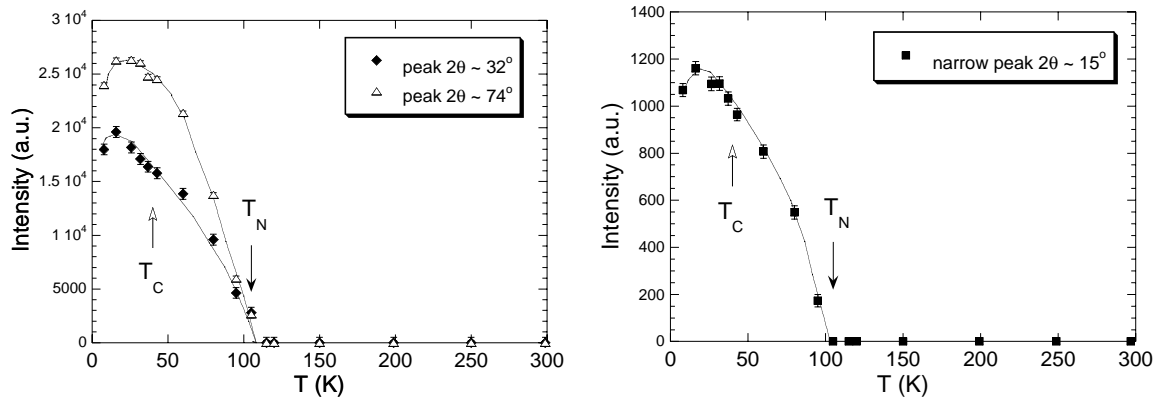 3 10⁴
2.5 10⁴
2 10⁴
1.5 10⁴
1 10⁴
5000
0
Intensity (a.u.)
peak 2θ ~ 32°
peak 2θ ~ 74°
T_N
T_C
0 50 100 150 200 250 300
T (K)
1400
1200
1000
800
600
400
200
0
Intensity (a.u.)
narrow peak 2θ ~ 15°
T_N
T_C
0 50 100 150 200 250 300
T (K)